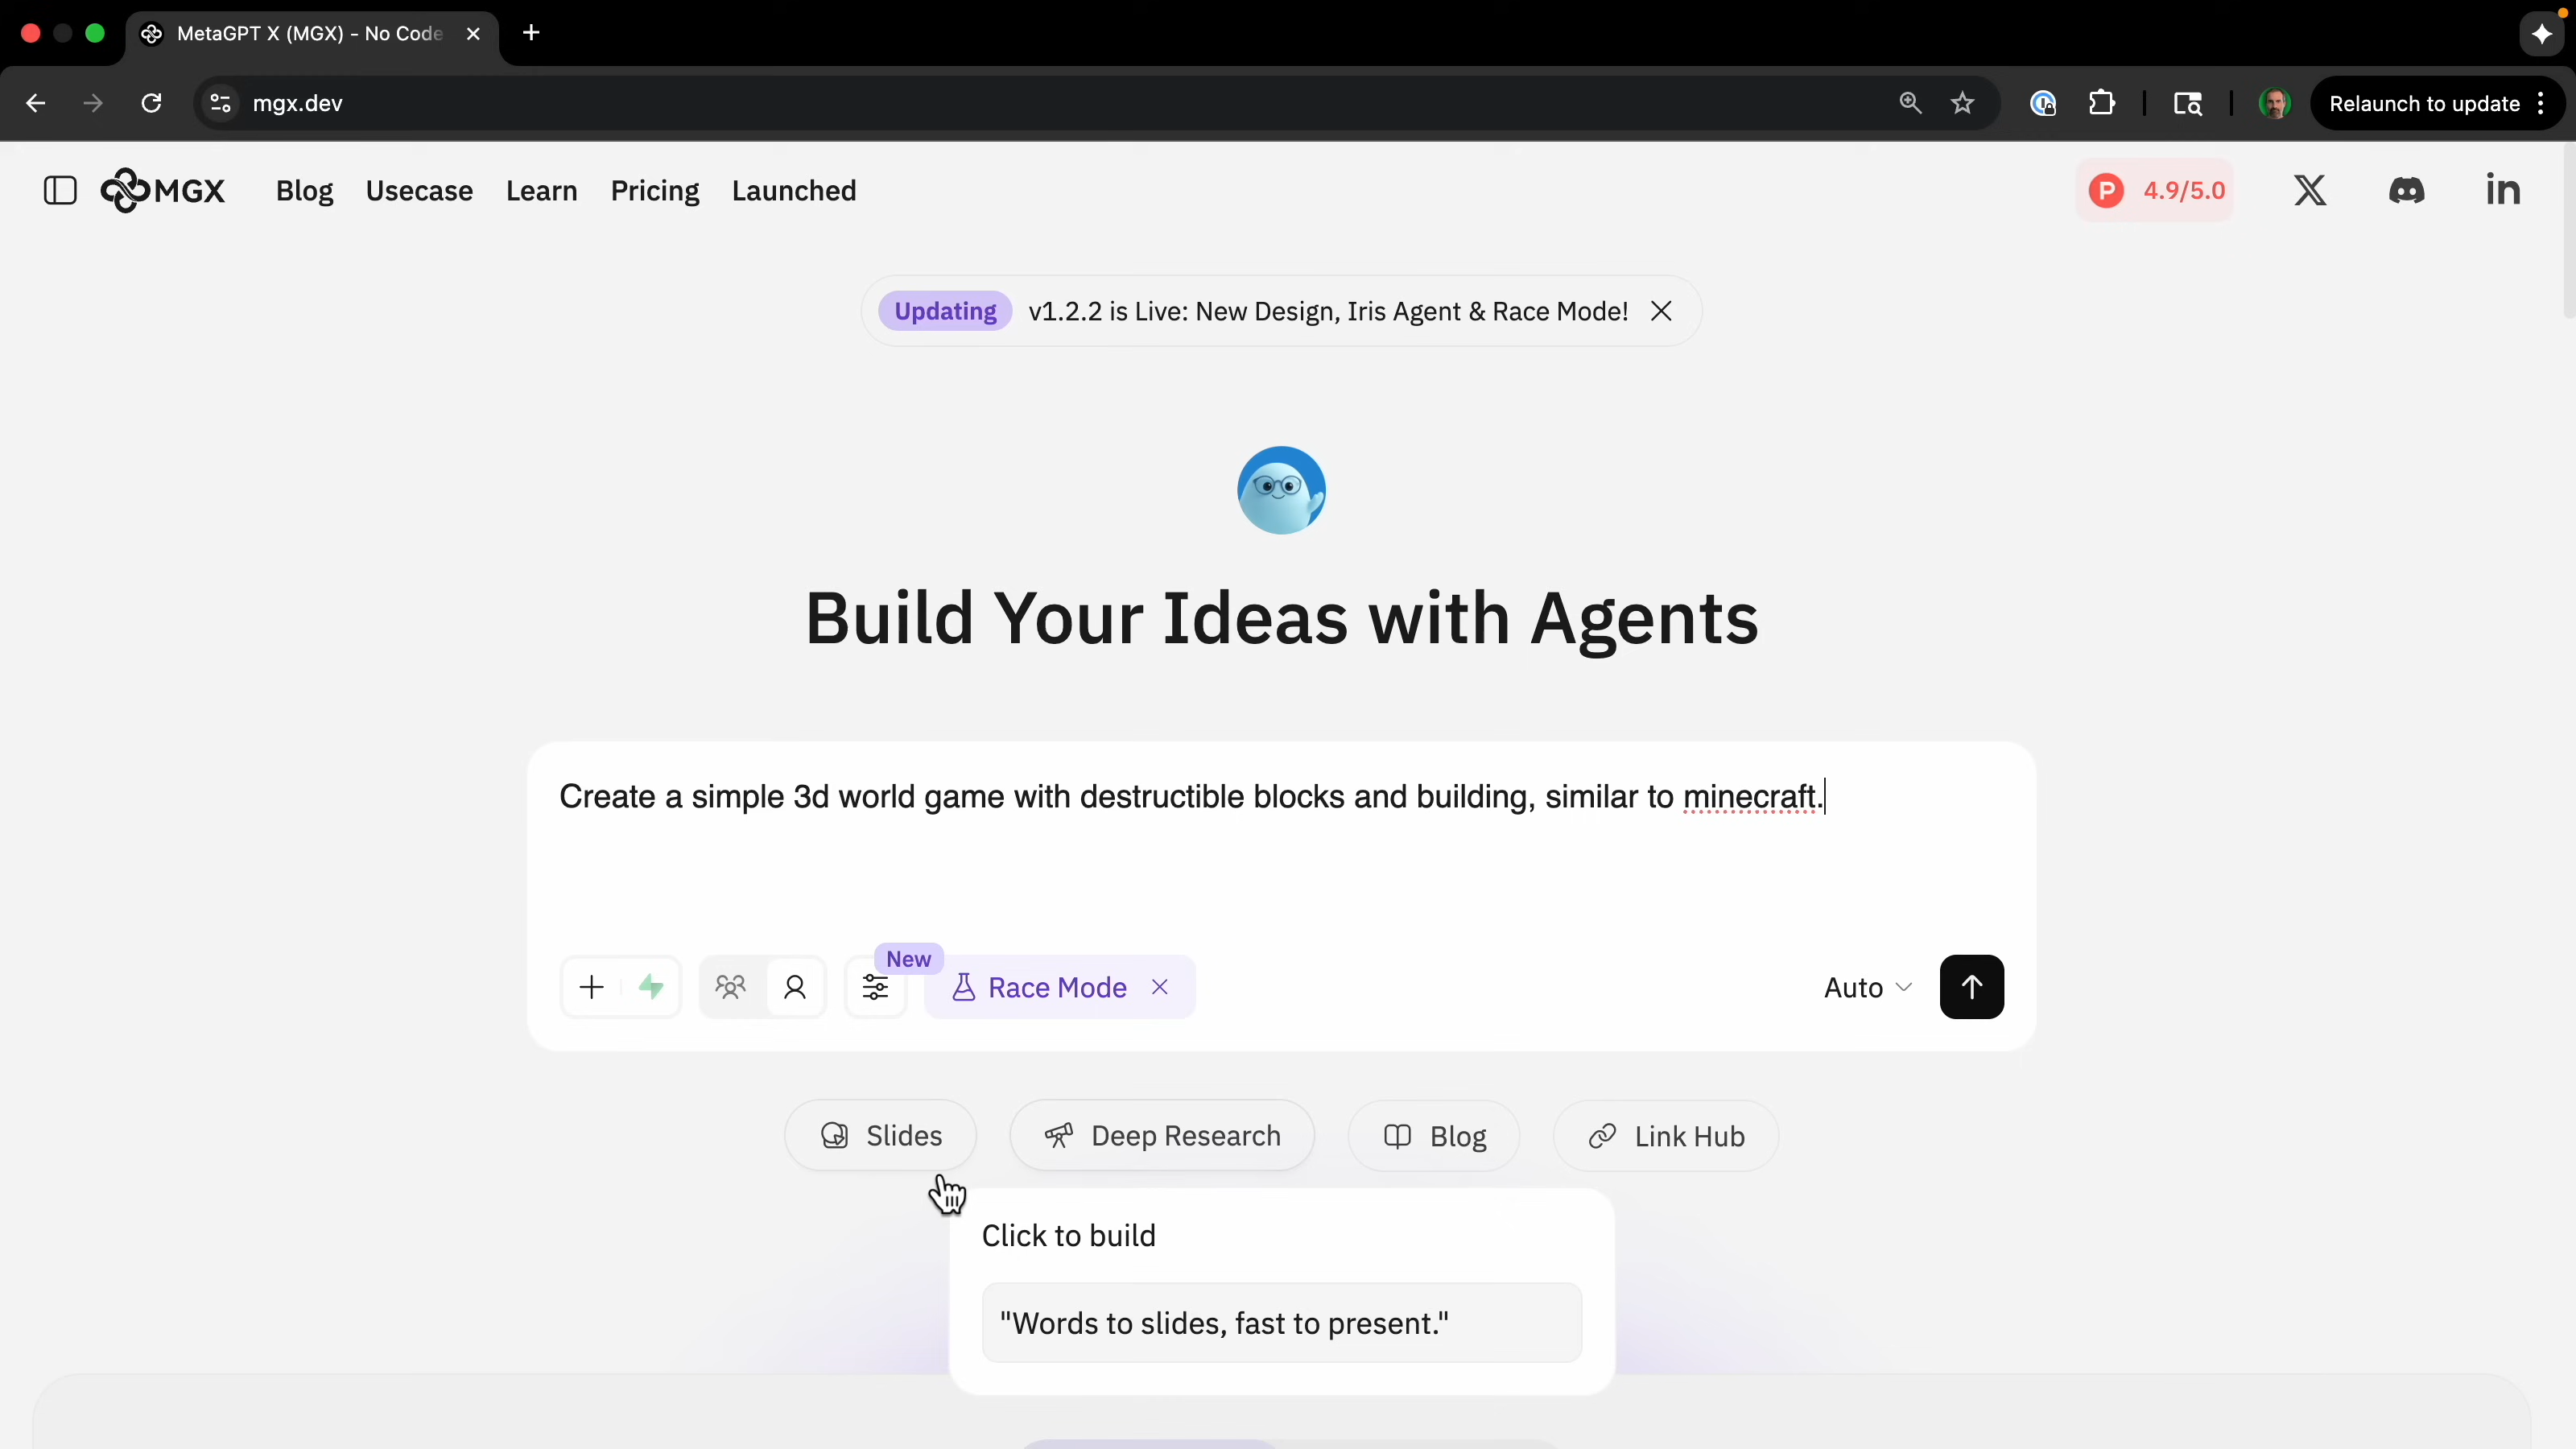 MetaGPT X (MGX) - No Code
mgx.dev
Relaunch to update
MGX
Blog
Usecase
Learn
Pricing
Launched
P 4.9/5.0
in
Updating
v1.2.2 is Live: New Design, Iris Agent & Race Mode!
Build Your Ideas with Agents
Create a simple 3d world game with destructible blocks and building, similar to minecraft.
New
Race Mode
Auto
Slides
Deep Research
Blog
Link Hub
Click to build
"Words to slides, fast to present."